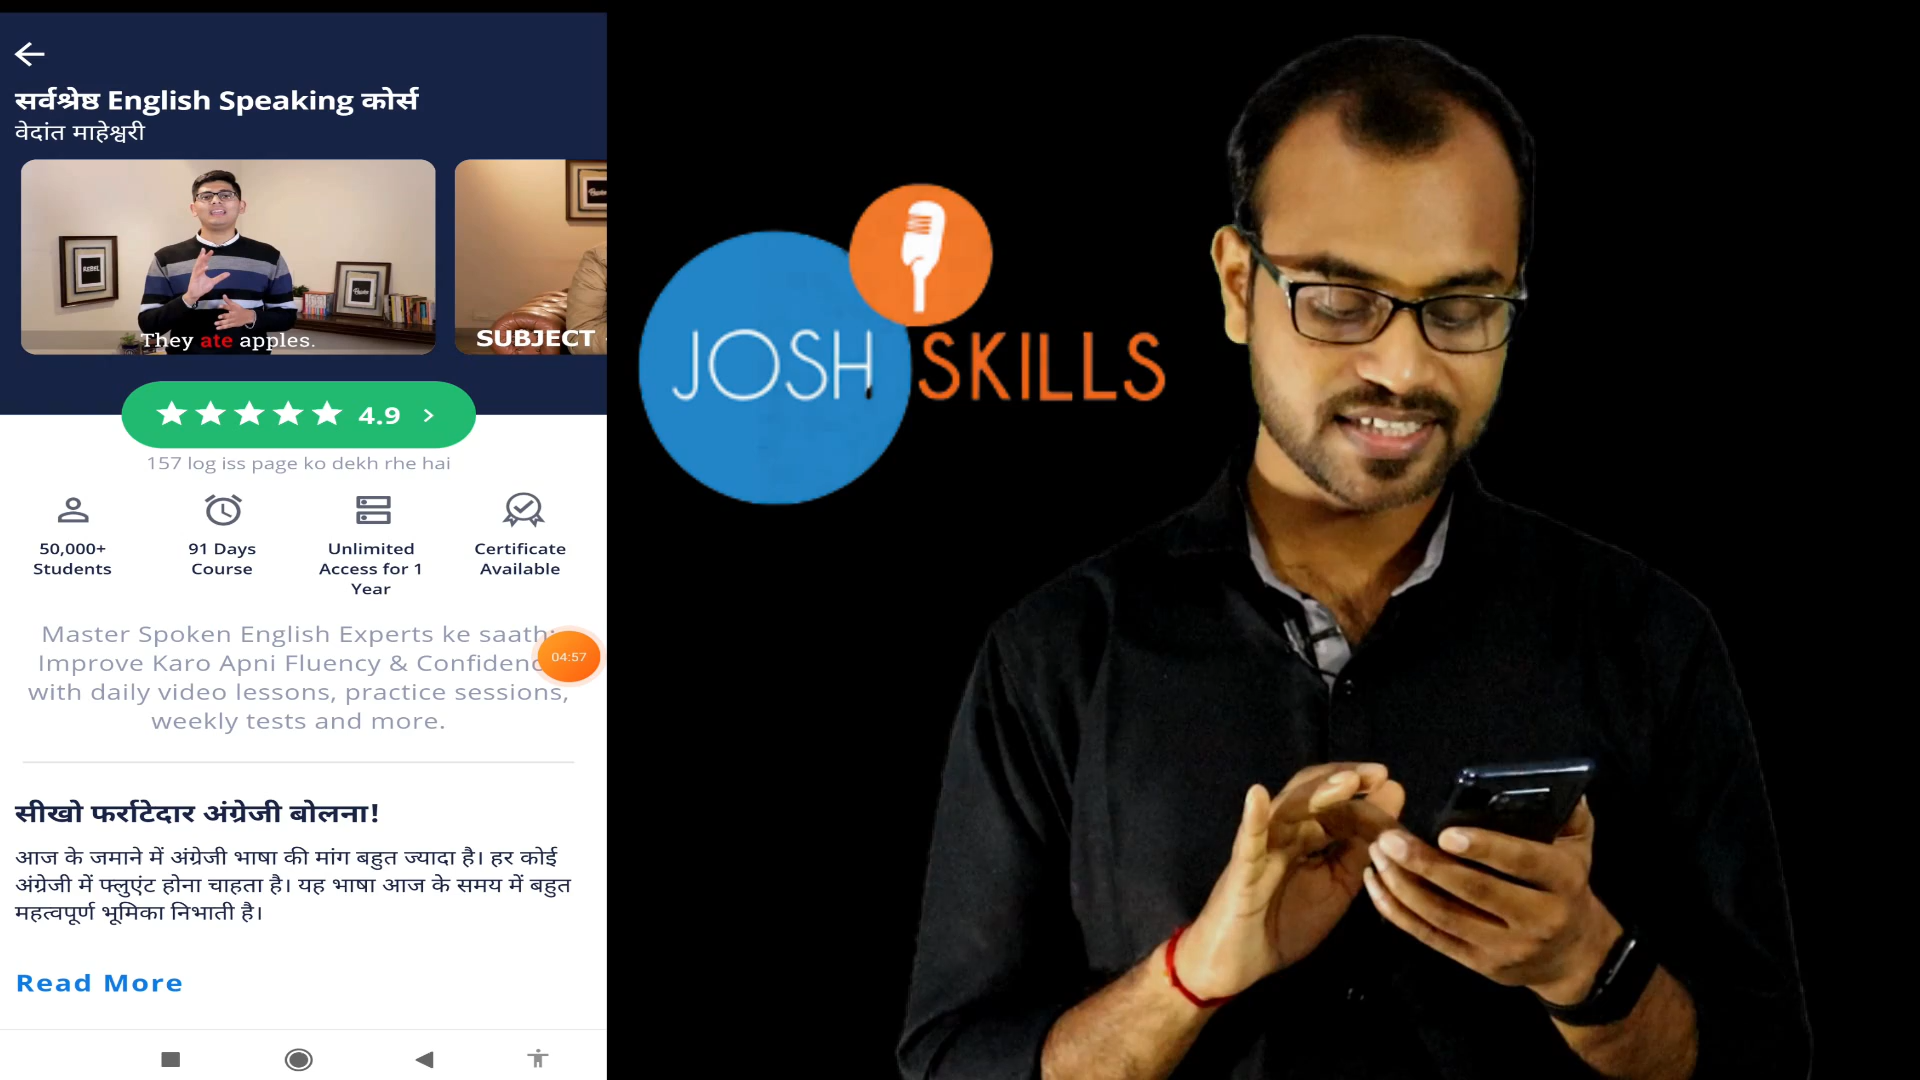 सर्वश्रेष्ठ English Speaking कोर्स
वेदांत माहेश्वरी
REBEL
They ate apples.
SUBJECT
★★★★★ 4.9 >
157 log iss page ko dekh rhe hai
50,000+ Students
91 Days Course
Unlimited Access for 1 Year
Certificate Available
Master Spoken English Experts ke saath:
Improve Karo Apni Fluency &
with daily video lessons, practice sessions,
weekly tests and more.
04:57
सीखो फर्राटेदार अंग्रेजी बोलना!
आज के जमाने में अंग्रेजी भाषा की मांग बहुत ज्यादा है। हर कोई
अंग्रेजी में फ्लुएंट होना चाहता है। यह भाषा आज के समय में बहुत
महत्वपूर्ण भूमिका निभाती है।
Read More
JOSH SKILLS